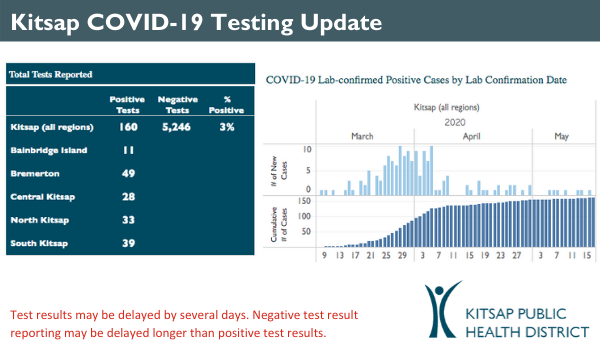 Kitsap COVID-19 Testing Update
Total Tests Reported
Positive Tests Negative Tests % Positive
Kitsap (all regions) 160 5,246 3%
Bainbridge Island 11
Bremerton 49
Central Kitsap 28
North Kitsap 33
South Kitsap 39
COVID-19 Lab-confirmed Positive Cases by Lab Confirmation Date
Kitsap (all regions)
2020
March April May
# of New Cases
10
5
0
Cumulative # of Cases
150
100
50
9 13 17 21 25 29 3 7 11 15 19 23 27 3 7 11 15
Test results may be delayed by several days. Negative test result
reporting may be delayed longer than positive test results.
KITSAP PUBLIC
HEALTH DISTRICT